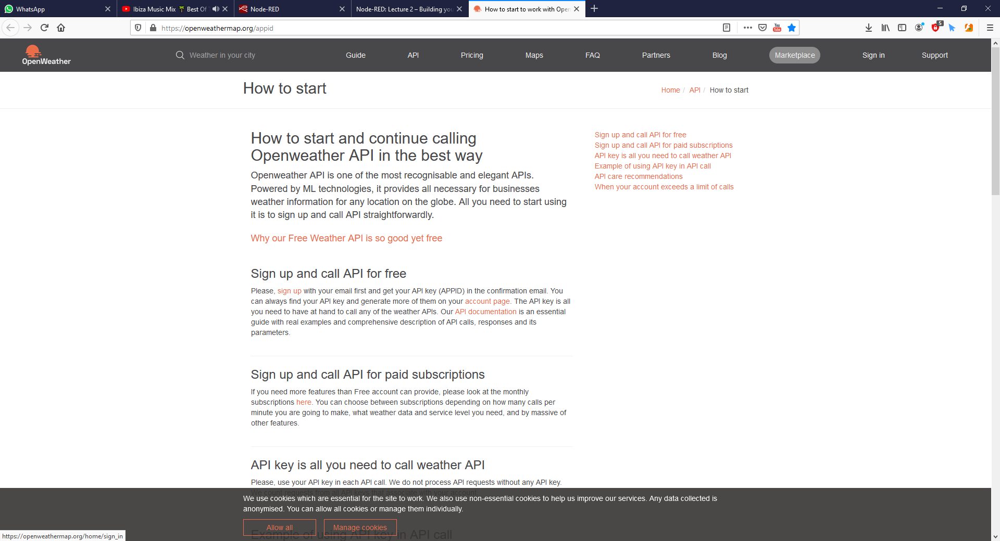 WhatsApp
Ibiza Music Mix 🌴 Best Of
Node-RED
Node-RED: Lecture 2 – Building you
How to start to work with Open
https://openweathermap.org/appid
You
Tube
5
OpenWeather
Weather in your city
Guide
API
Pricing
Maps
FAQ
Partners
Blog
Marketplace
Sign in
Support
How to start
Home / API / How to start
How to start and continue calling
Openweather API in the best way
Openweather API is one of the most recognisable and elegant APIs.
Powered by ML technologies, it provides all necessary for businesses
weather information for any location on the globe. All you need to start using
it is to sign up and call API straightforwardly.
Why our Free Weather API is so good yet free
Sign up and call API for free
Sign up and call API for paid subscriptions
API key is all you need to call weather API
Example of using API key in API call
API care recommendations
When your account exceeds a limit of calls
Sign up and call API for free
Please, sign up with your email first and get your API key (APPID) in the confirmation email. You
can always find your API key and generate more of them on your account page. The API key is all
you need to have at hand to call any of the weather APIs. Our API documentation is an essential
guide with real examples and comprehensive description of API calls, responses and its
parameters.
Sign up and call API for paid subscriptions
If you need more features than Free account can provide, please look at the monthly
subscriptions here. You can choose between subscriptions depending on how many calls per
minute you are going to make, what weather data and service level you need, and by massive of
other features.
API key is all you need to call weather API
Please, use your API key in each API call. We do not process API requests without any API key.
We count requests from all API keys that associate with your account.
We use cookies which are essential for the site to work. We also use non-essential cookies to help us improve our services. Any data collected is
anonymised. You can allow all cookies or manage them individually.
Allow all
Manage cookies
Example of using API key in API call
https://openweathermap.org/home/sign_in